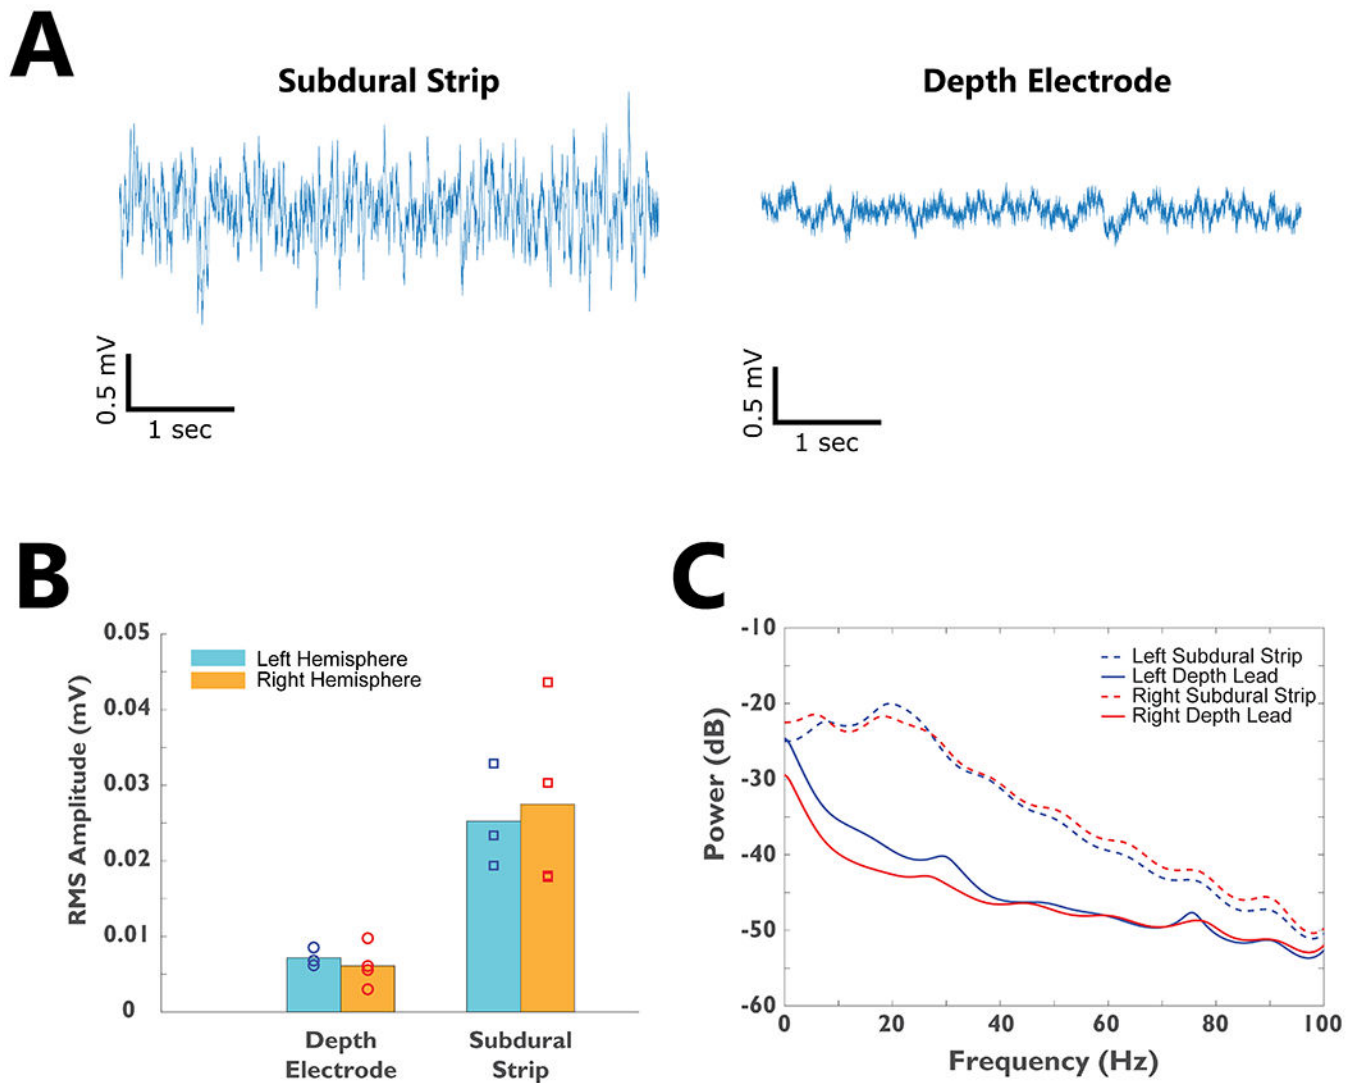 A
Subdural Strip
Depth Electrode
0.5 mV
1 sec
0.5 mV
1 sec
B
RMS Amplitude (mV)
0.05
0.04
0.03
0.02
0.01
0
Left Hemisphere
Right Hemisphere
Depth
Electrode
Subdural
Strip
C
Power (dB)
-10
-20
-30
-40
-50
-60
Left Subdural Strip
Left Depth Lead
Right Subdural Strip
Right Depth Lead
0 20 40 60 80 100
Frequency (Hz)